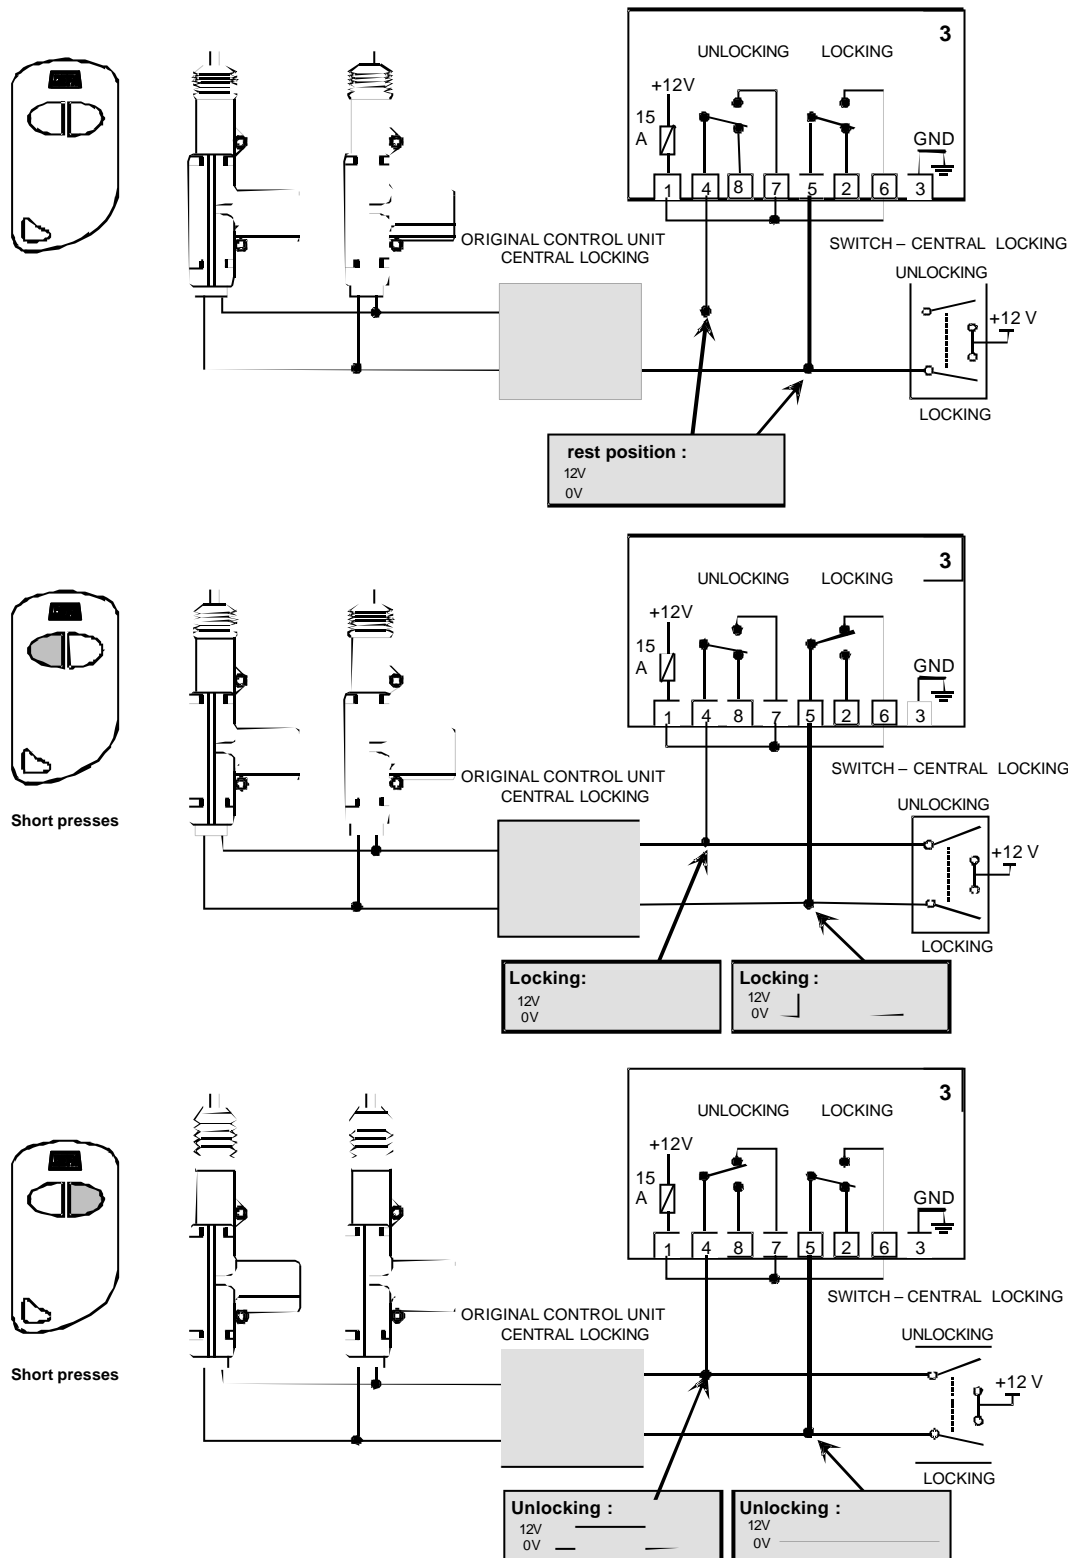 3
UNLOCKING LOCKING
+12V
15
A
GND
1 4 8 7 5 2 6 3
ORIGINAL CONTROL UNIT
CENTRAL LOCKING
SWITCH – CENTRAL LOCKING
UNLOCKING
+12 V
LOCKING
rest position :
12V
0V
3
UNLOCKING LOCKING
+12V
15
A
GND
1 4 8 7 5 2 6 3
SWITCH – CENTRAL LOCKING
ORIGINAL CONTROL UNIT
CENTRAL LOCKING
UNLOCKING
Short presses
+12 V
LOCKING
Locking:
12V
0V
Locking :
12V
0V
3
UNLOCKING LOCKING
+12V
15
A
GND
1 4 8 7 5 2 6 3
SWITCH – CENTRAL LOCKING
ORIGINAL CONTROL UNIT
CENTRAL LOCKING
UNLOCKING
Short presses
+12 V
LOCKING
Unlocking :
12V
0V
Unlocking :
12V
0V